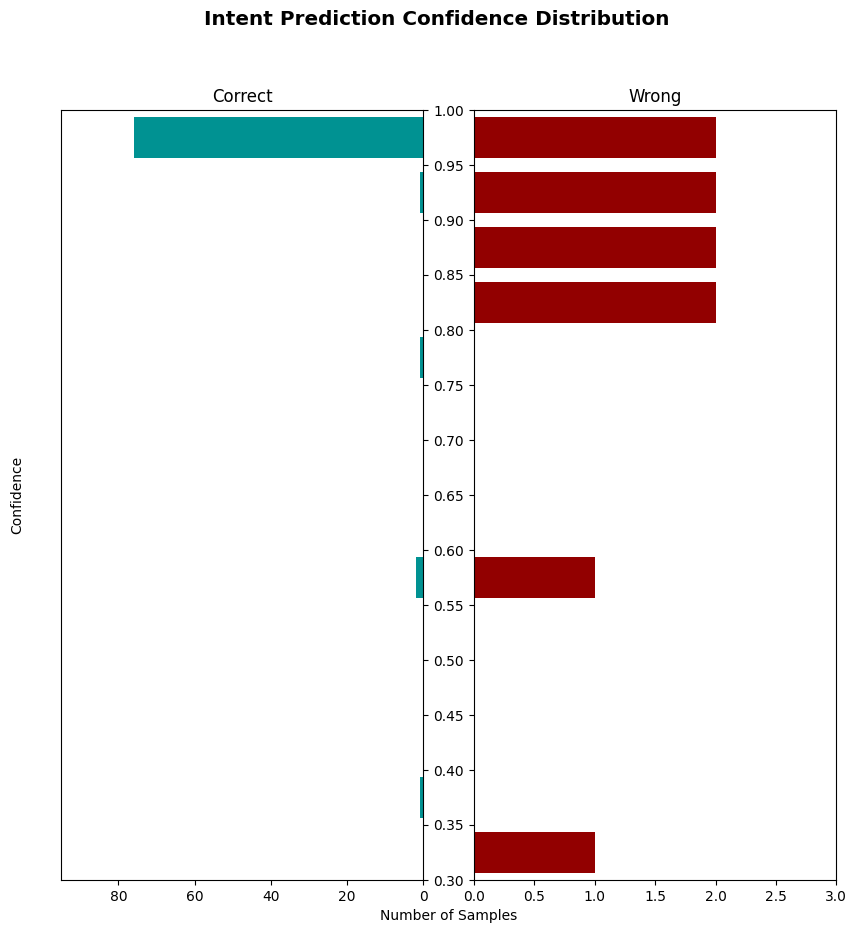 Intent Prediction Confidence Distribution
Correct
Wrong
1.00
0.95
0.90
0.85
0.80
0.75
0.70
0.65
0.60
0.55
0.50
0.45
0.40
0.35
0.30
Confidence
80 60 40 20 0
0.0 0.5 1.0 1.5 2.0 2.5 3.0
Number of Samples